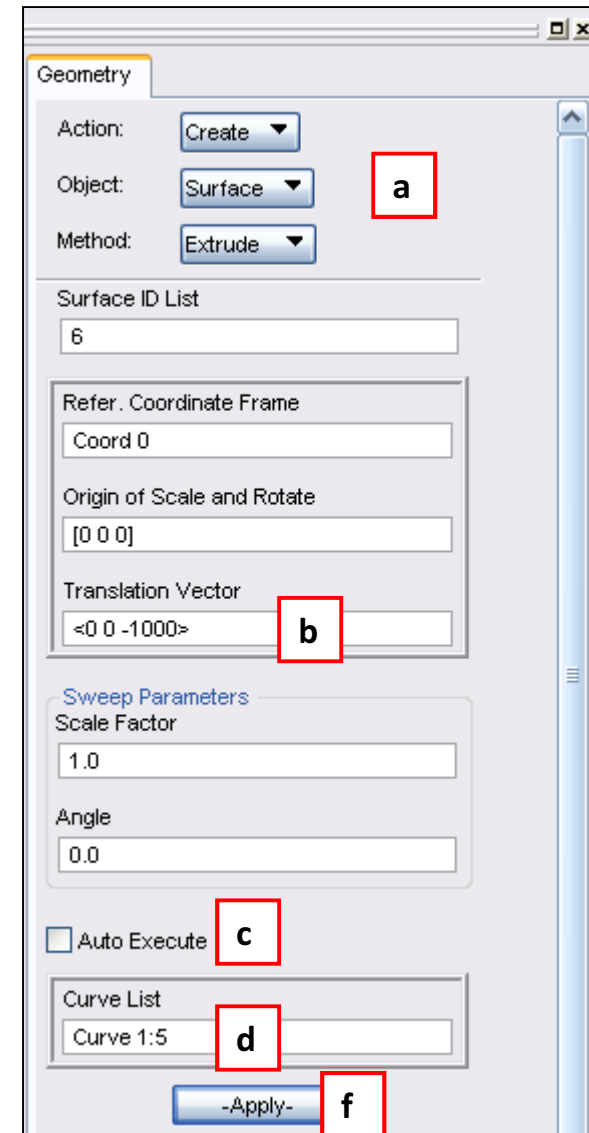 Geometry
Action: Create
a
Object: Surface
Method: Extrude
Surface ID List
6
Refer. Coordinate Frame
Coord 0
Origin of Scale and Rotate
[0 0 0]
Translation Vector
<0 0 -1000>
b
Sweep Parameters
Scale Factor
1.0
Angle
0.0
Auto Execute
c
Curve List
Curve 1:5
d
-Apply-
f